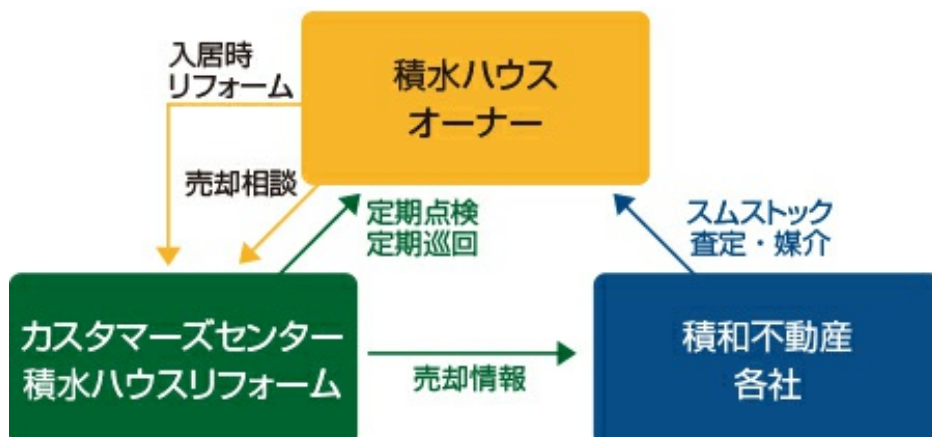 入居時
リフォーム
積水ハウス
オーナー
売却相談
定期点検
定期巡回
スムストック
査定・媒介
カスタマーズセンター
積水ハウスリフォーム
売却情報
積和不動産
各社